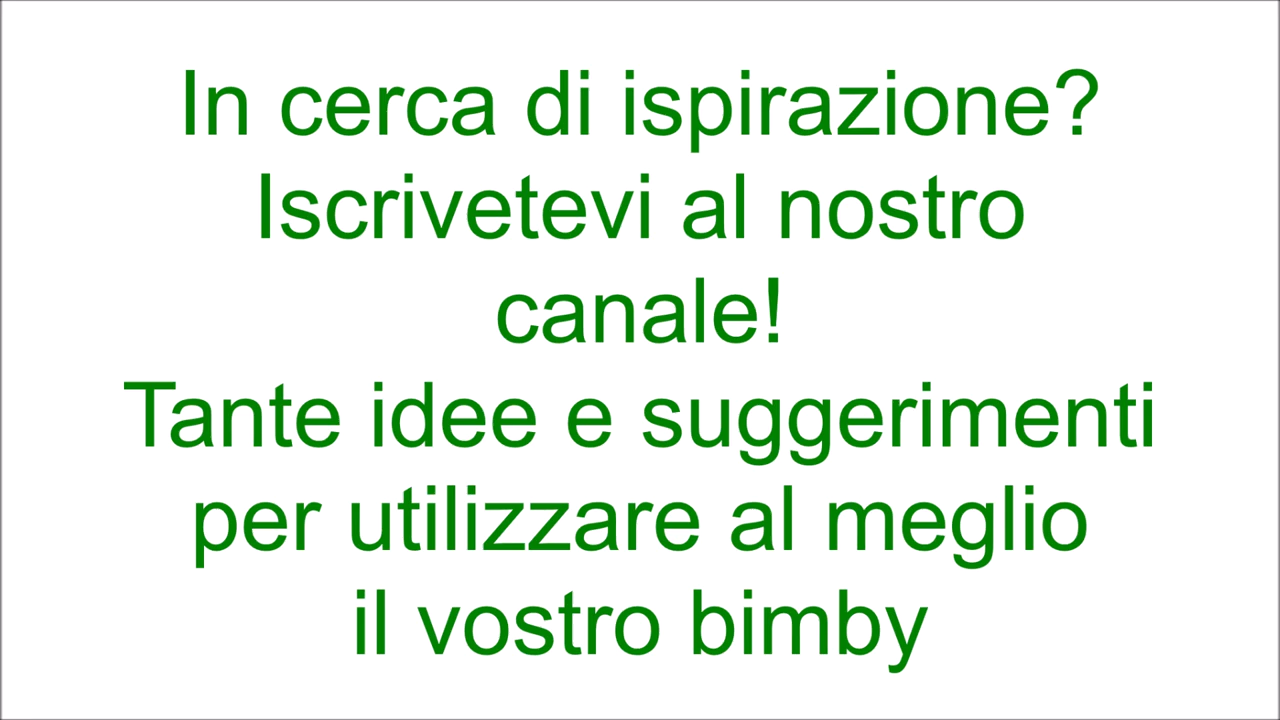 In cerca di ispirazione?
Iscrivetevi al nostro
canale!
Tante idee e suggerimenti
per utilizzare al meglio
il vostro bimby